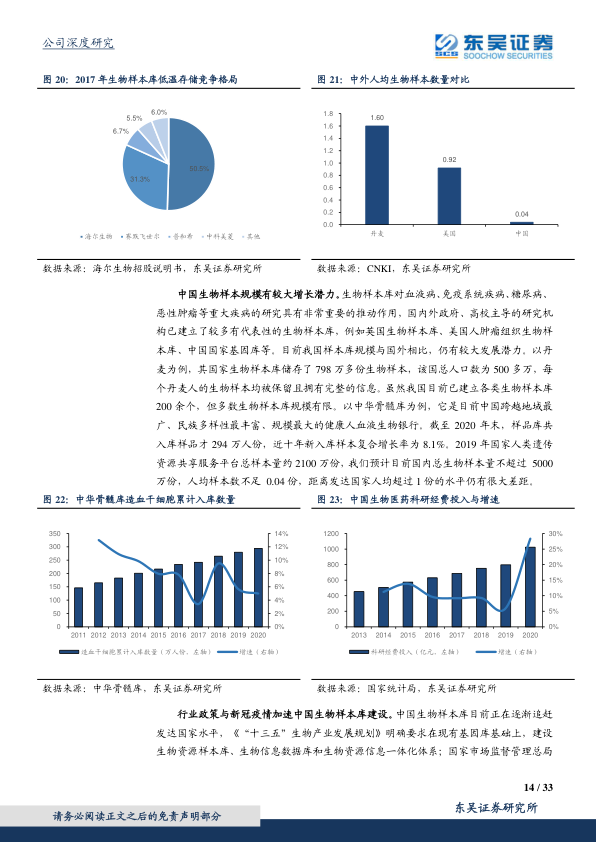 公司深度研究
东吴证券
SCS
SOOCHOW SECURITIES
图 20：2017 年生物样本库低温存储竞争格局
6.0%
5.5%
6.7%
31.3%
海尔生物
赛默飞世尔
普和希
中科美菱
其他
数据来源：海尔生物招股说明书，东吴证券研究所
图 21：中外人均生物样本数量对比
1.8
1.6
1.4
1.2
1.0
0.8
0.6
0.4
0.2
0.0
1.60
0.92
0.04
丹麦
美国
中国
数据来源：CNKI，东吴证券研究所
中国生物样本规模有较大增长潜力。生物样本库对血液病、免疫系统疾病、糖尿病、
恶性肿瘤等重大疾病的研究具有非常重要的推动作用，国内外政府、高校主导的研究机
构已建立了较多有代表性的生物样本库，例如英国生物样本库、美国人肿瘤组织生物样
本库、中国国家基因库等。目前我国样本库规模与国外相比，仍有较大发展潜力。以丹
麦为例，其国家生物样本库储存了 798 万多份生物样本，该国总人口数为 500 多万，每
个丹麦人的生物样本均被保留且拥有完整的信息。虽然我国目前已建立各类生物样本库
200 余个，但多数生物样本库规模有限。以中华骨髓库为例，它是目前中国跨越地域最
广、民族多样性最丰富、规模最大的健康人血液生物银行。截至 2020 年末，样品库共
入库样品才 294 万人份，近十年新入库样本复合增长率为 8.1%。2019 年国家人类遗传
资源共享服务平台总样本量约 2100 万份，我们预计目前国内总生物样本量不超过 5000
万份，人均样本数不足 0.04 份，距离发达国家人均超过 1 份的水平仍有很大差距。
图 22：中华骨髓库造血干细胞累计入库数量
350
300
250
200
150
100
50
0
14%
12%
10%
8%
6%
4%
2%
0%
2011 2012 2013 2014 2015 2016 2017 2018 2019 2020
造血干细胞累计入库数量（万人份，左轴）
增速（右轴）
数据来源：中华骨髓库，东吴证券研究所
图 23：中国生物医药科研经费投入与增速
1200
1000
800
600
400
200
0
30%
25%
20%
15%
10%
5%
0%
2013 2014 2015 2016 2017 2018 2019 2020
科研经费投入（亿元，左轴）
增速（右轴）
数据来源：国家统计局，东吴证券研究所
行业政策与新冠疫情加速中国生物样本库建设。中国生物样本库目前正在逐渐追赶
发达国家水平，《“十三五”生物产业发展规划》明确要求在现有基因库基础上，建设
生物资源样本库、生物信息数据库和生物资源信息一体化体系；国家市场监督管理总局
14 / 33
东吴证券研究所
请务必阅读正文之后的免责声明部分